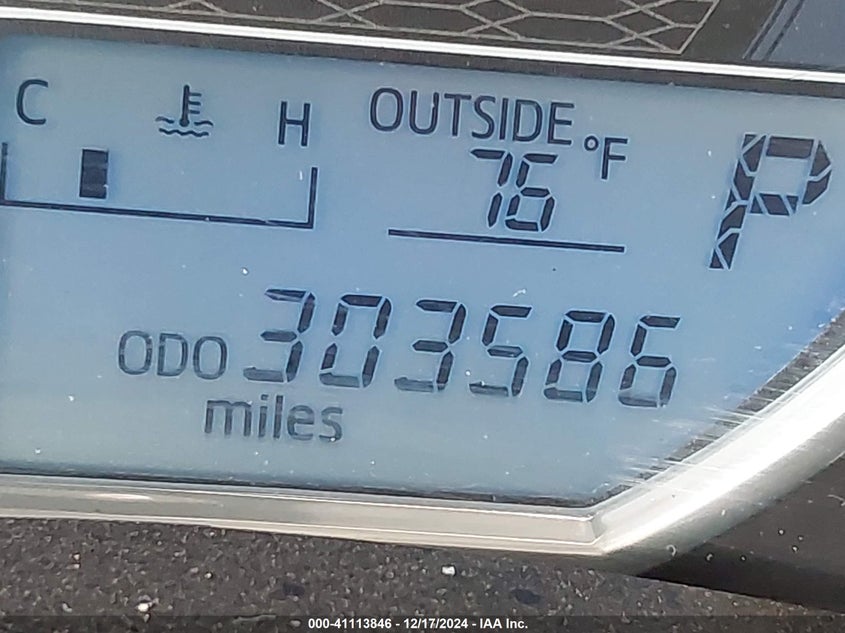 C H OUTSIDE °F P
76
ODO 303586
miles
000-41113846 - 12/17/2024 - IAA Inc.